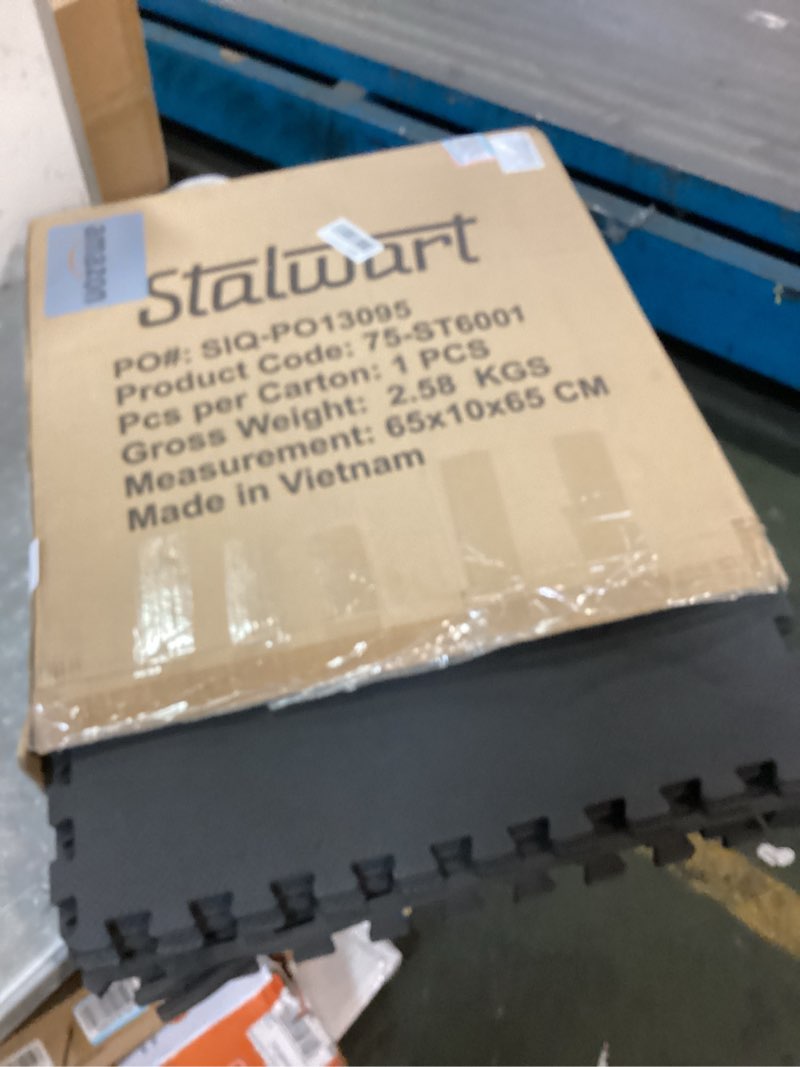 amazon
Stalwart
PO#: SIQ-PO13095
Product Code: 75-ST6001
Pcs per Carton: 1 PCS
Gross Weight: 2.58 KGS
Measurement: 65x10x65 CM
Made in Vietnam